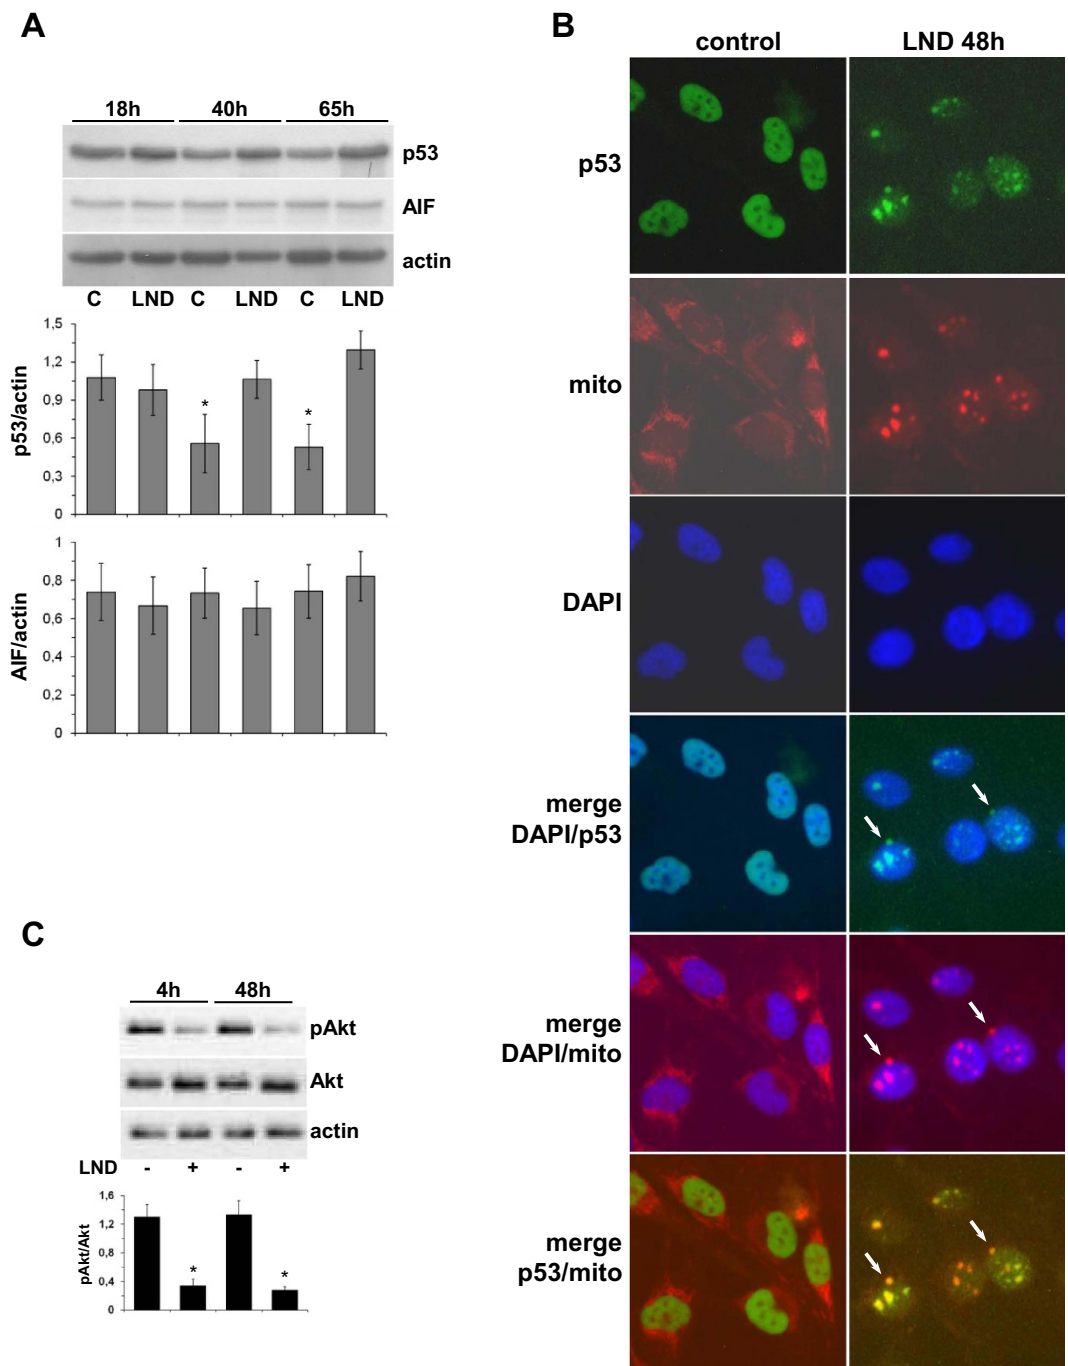 A
18h 40h 65h
p53
AIF
actin
C LND C LND C LND
1,5
1,2
0,9
0,6
0,3
0
p53/actin
* *
1
0,8
0,6
0,4
0,2
0
AIF/actin
B
control LND 48h
p53
mito
DAPI
merge
DAPI/p53
merge
DAPI/mito
merge
p53/mito
C
4h 48h
pAkt
Akt
actin
LND - + - +
1,6
1,2
0,8
0,4
0
pAkt/Akt
* *